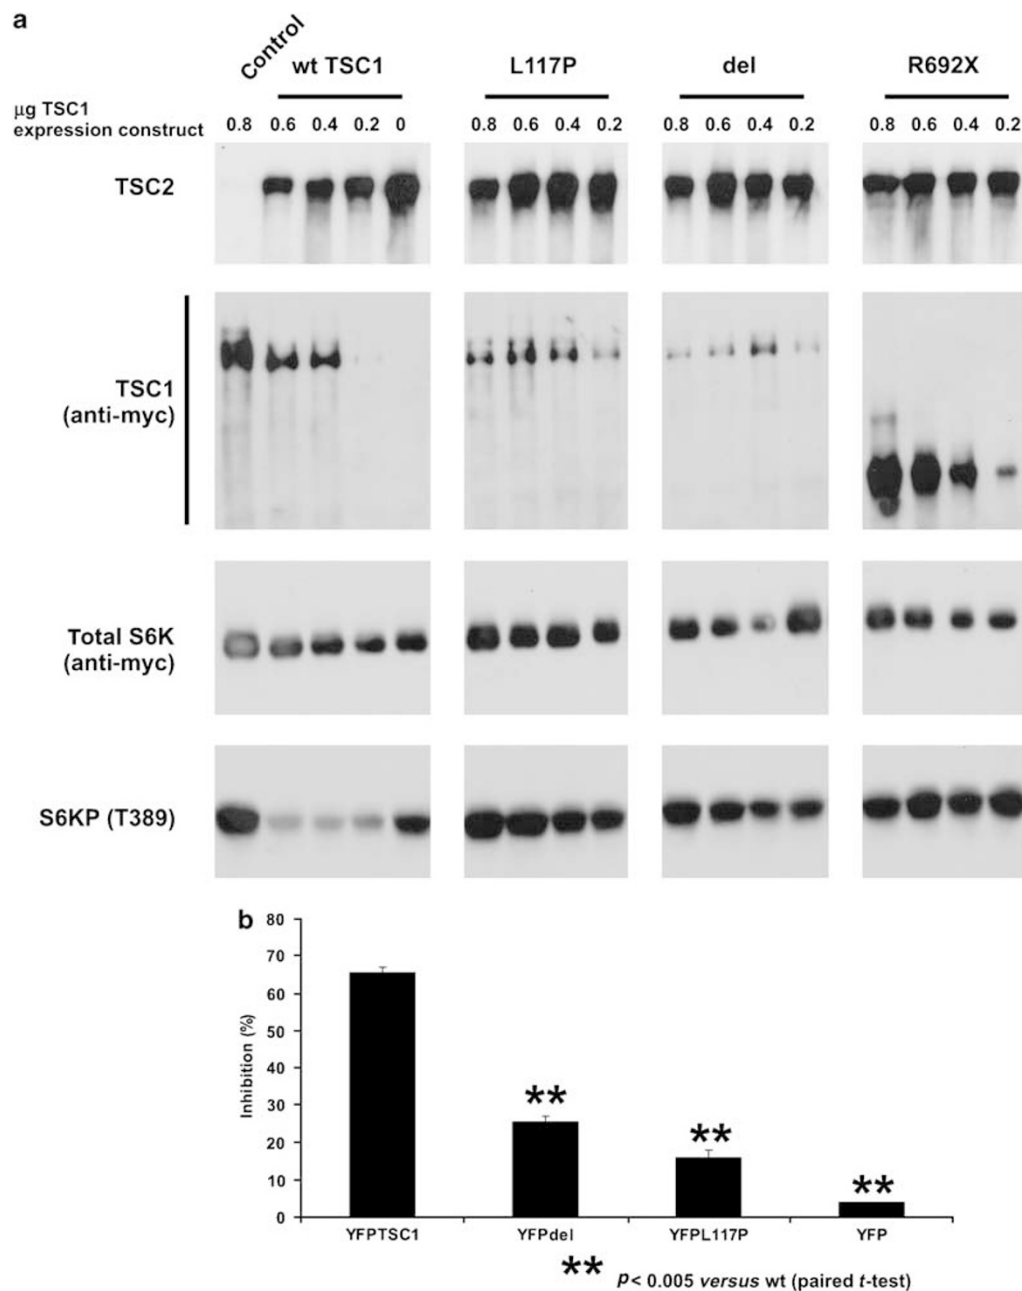 a
Control
wt TSC1 L117P del R692X
μg TSC1
expression construct 0.8 0.6 0.4 0.2 0 0.8 0.6 0.4 0.2 0.8 0.6 0.4 0.2 0.8 0.6 0.4 0.2
TSC2
TSC1
(anti-myc)
Total S6K
(anti-myc)
S6KP (T389)
b
80
70
60
50
40
30
20
10
0
Inhibition (%)
**
**
**
YFPTSC1 YFPdel YFPL117P YFP
** p< 0.005 versus wt (paired t-test)